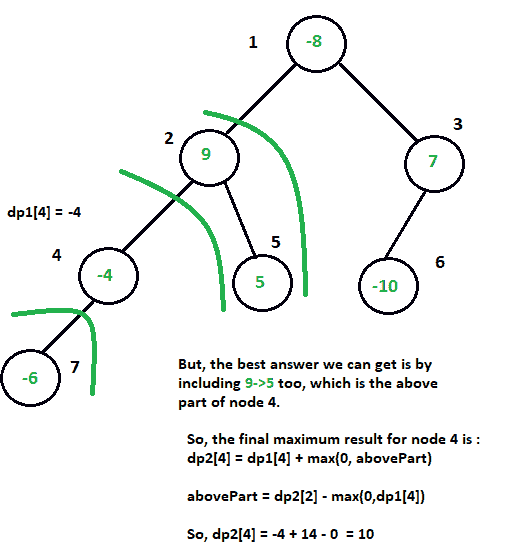 1
-8
2
9
3
7
dp1[4] = -4
4
-4
5
5
6
-10
-6
7
But, the best answer we can get is by
including 9->5 too, which is the above
part of node 4.
So, the final maximum result for node 4 is :
dp2[4] = dp1[4] + max(0, abovePart)
abovePart = dp2[2] - max(0,dp1[4])
So, dp2[4] = -4 + 14 - 0 = 10